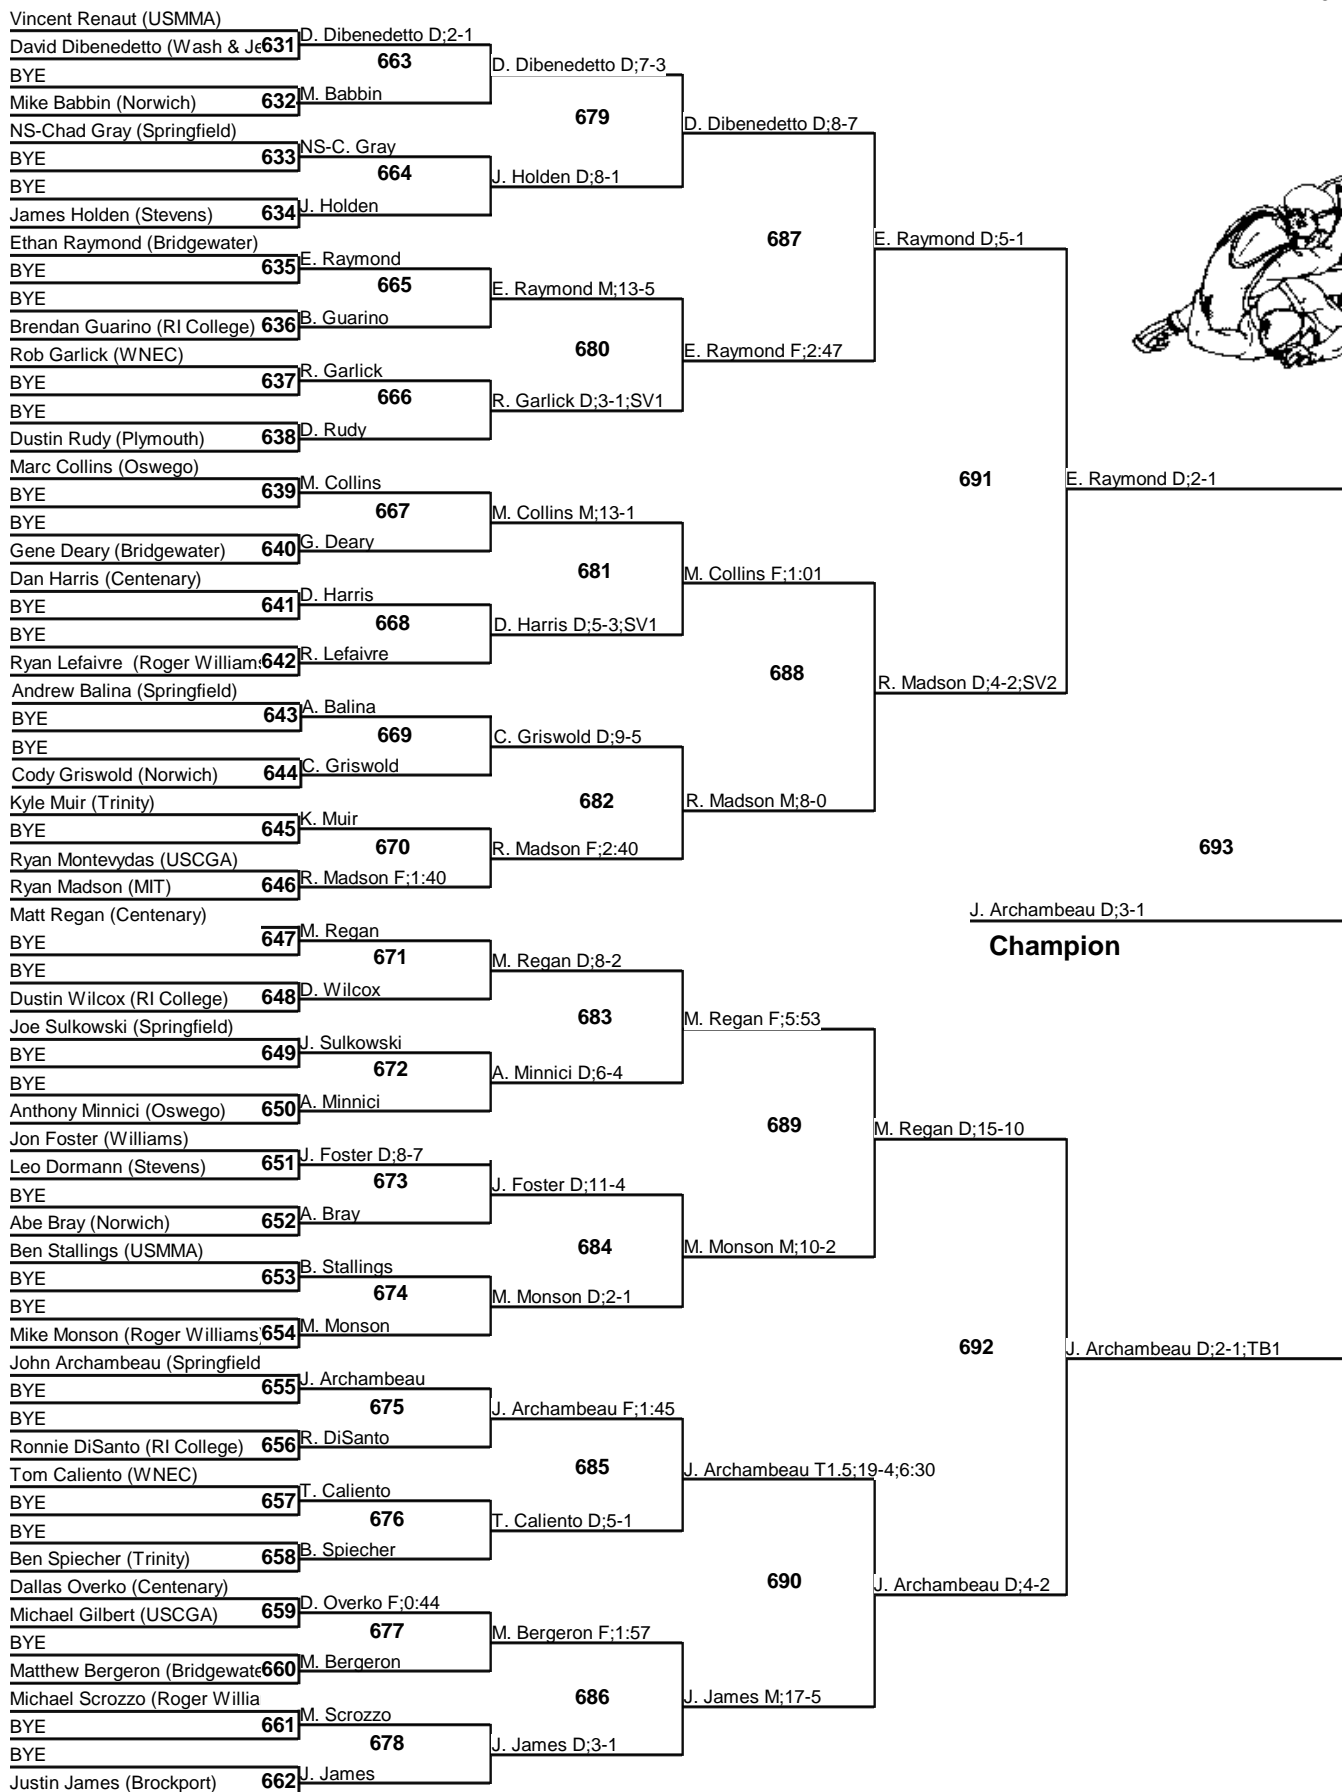 Vincent Renaut (USMMA)
David Dibenedetto (Wash & Je 631
BYE
Mike Babbin (Norwich) 632
NS-Chad Gray (Springfield)
BYE 633
BYE
James Holden (Stevens) 634
Ethan Raymond (Bridgewater)
BYE 635
BYE
Brendan Guarino (RI College) 636
Rob Garlick (WNEC)
BYE 637
BYE
Dustin Rudy (Plymouth) 638
Marc Collins (Oswego)
BYE 639
BYE
Gene Deary (Bridgewater) 640
Dan Harris (Centenary)
BYE 641
BYE
Ryan Lefaivre (Roger Williams 642
Andrew Balina (Springfield)
BYE 643
BYE
Cody Griswold (Norwich) 644
Kyle Muir (Trinity)
BYE 645
Ryan Montevydas (USCGA)
Ryan Madson (MIT) 646
Matt Regan (Centenary)
BYE 647
BYE
Dustin Wilcox (RI College) 648
Joe Sulkowski (Springfield)
BYE 649
BYE
Anthony Minnici (Oswego) 650
Jon Foster (Williams)
Leo Dormann (Stevens) 651
BYE
Abe Bray (Norwich) 652
Ben Stallings (USMMA)
BYE 653
BYE
Mike Monson (Roger Williams) 654
John Archambeau (Springfield
BYE 655
BYE
Ronnie DiSanto (RI College) 656
Tom Caliento (WNEC)
BYE 657
BYE
Ben Spiecher (Trinity) 658
Dallas Overko (Centenary)
Michael Gilbert (USCGA) 659
BYE
Matthew Bergeron (Bridgewate 660
Michael Scrozzo (Roger Willia
BYE 661
BYE
Justin James (Brockport) 662
D. Dibenedetto D;2-1
663
M. Babbin
NS-C. Gray
664
J. Holden
E. Raymond
665
B. Guarino
R. Garlick
666
D. Rudy
M. Collins
667
G. Deary
D. Harris
668
R. Lefaivre
A. Balina
669
C. Griswold
K. Muir
670
R. Madson F;1:40
M. Regan
671
D. Wilcox
J. Sulkowski
672
A. Minnici
J. Foster D;8-7
673
A. Bray
B. Stallings
674
M. Monson
J. Archambeau
675
R. DiSanto
T. Caliento
676
B. Spiecher
D. Overko F;0:44
677
M. Bergeron
M. Scrozzo
678
J. James
D. Dibenedetto D;7-3
679
J. Holden D;8-1
E. Raymond M;13-5
680
R. Garlick D;3-1;SV1
M. Collins M;13-1
681
D. Harris D;5-3;SV1
C. Griswold D;9-5
682
R. Madson F;2:40
M. Regan D;8-2
683
A. Minnici D;6-4
J. Foster D;11-4
684
M. Monson D;2-1
J. Archambeau F;1:45
685
T. Caliento D;5-1
M. Bergeron F;1:57
686
J. James D;3-1
D. Dibenedetto D;8-7
687
E. Raymond F;2:47
M. Collins F;1:01
688
R. Madson M;8-0
M. Regan F;5:53
689
M. Monson M;10-2
J. Archambeau T1.5;19-4;6:30
690
J. James M;17-5
E. Raymond D;5-1
691
R. Madson D;4-2;SV2
M. Regan D;15-10
692
J. Archambeau D;4-2
E. Raymond D;2-1
693
J. Archambeau D;2-1;TB1
J. Archambeau D;3-1
Champion